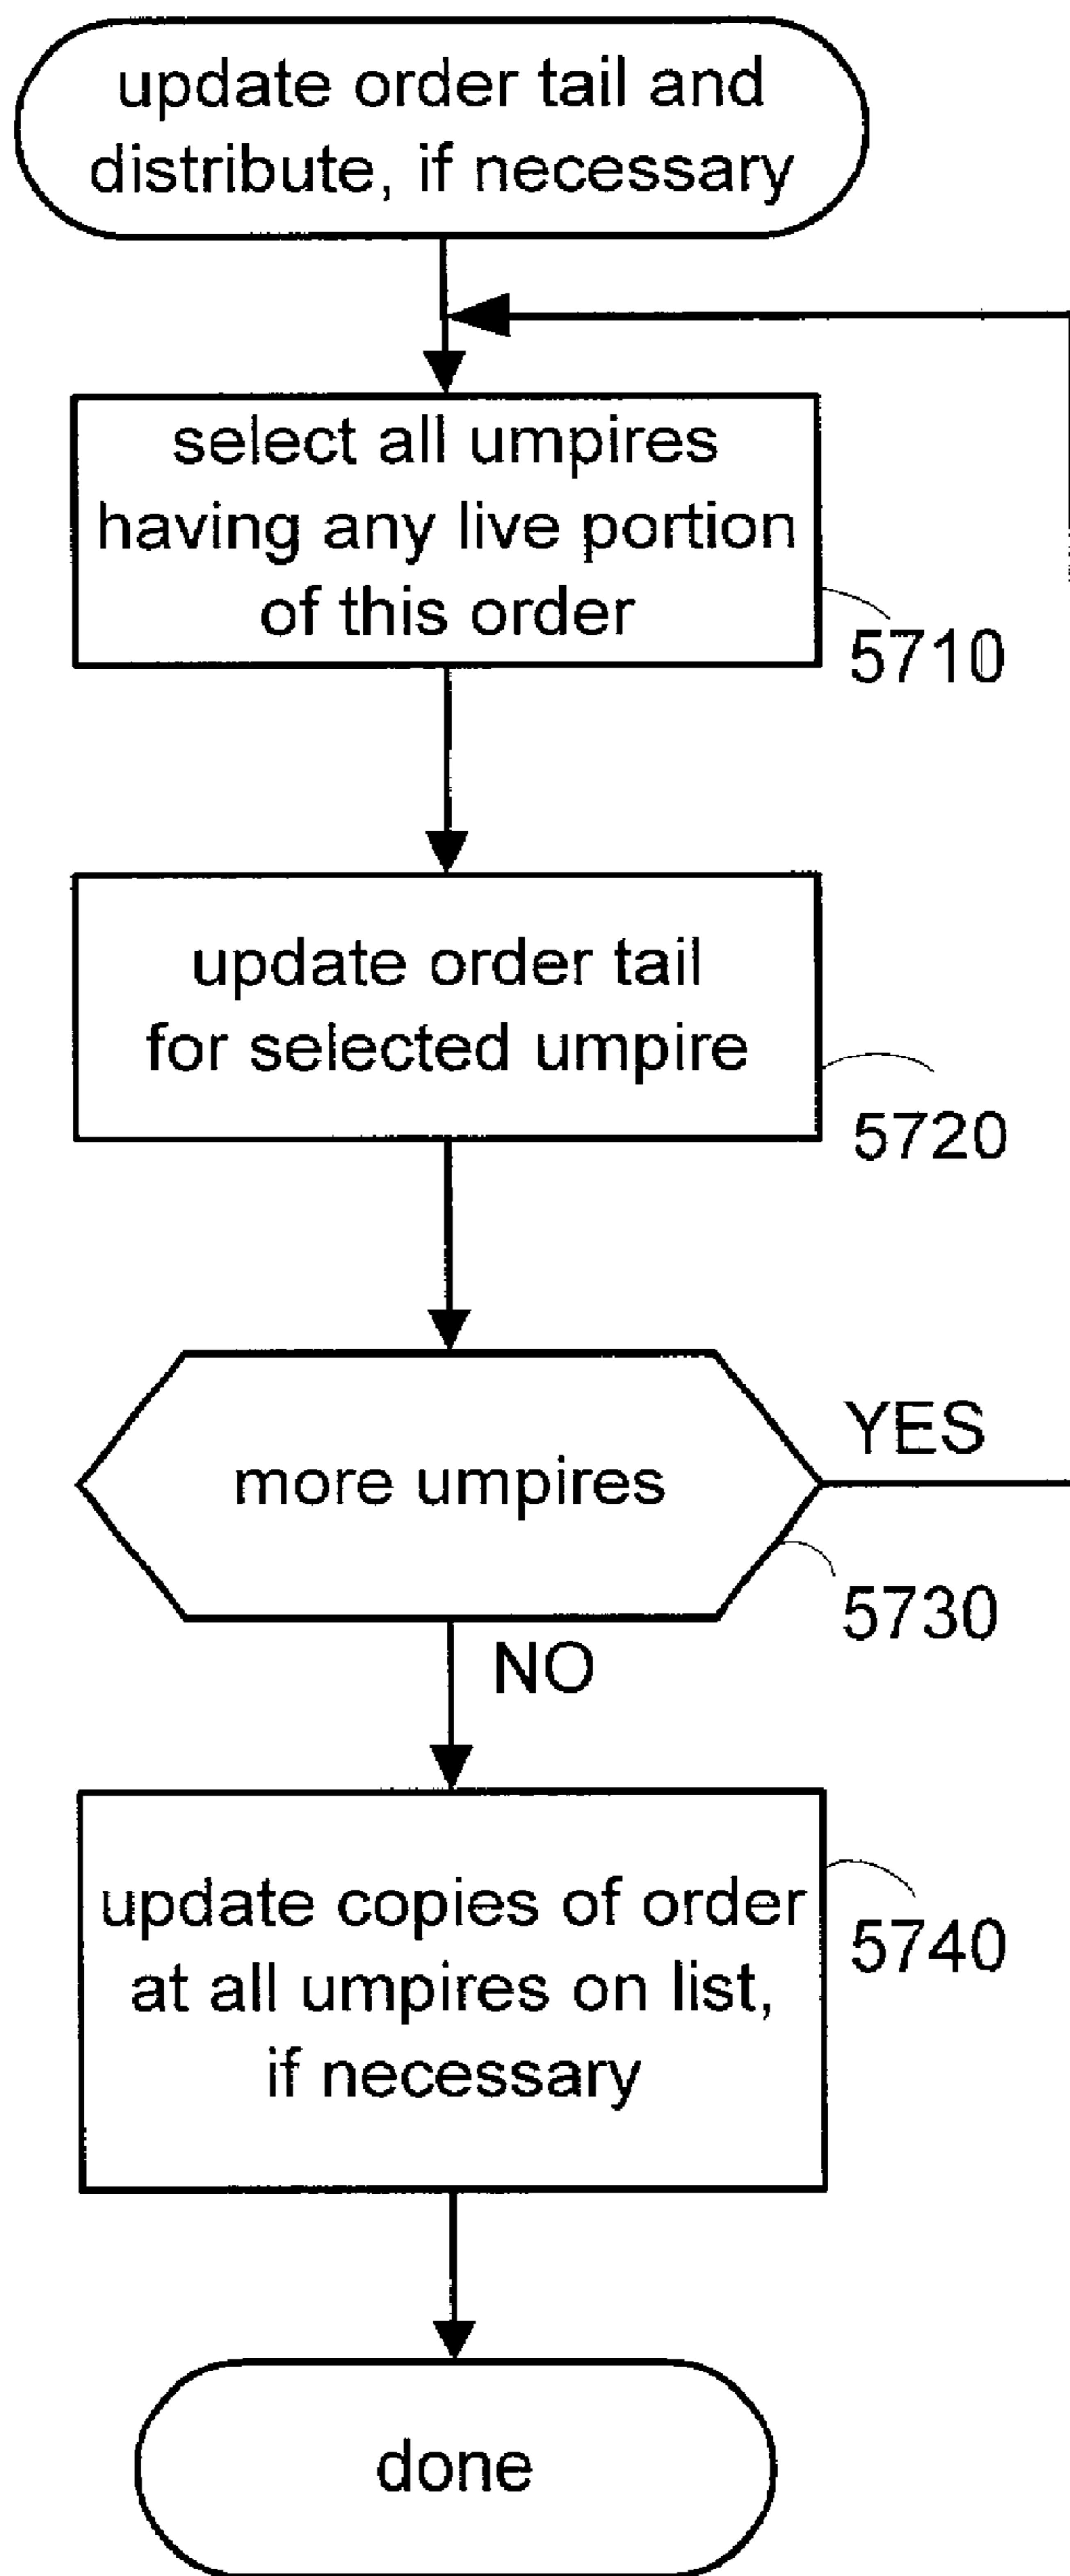 update order tail and
distribute, if necessary
select all umpires
having any live portion
of this order
5710
update order tail
for selected umpire
5720
more umpires
YES
5730
NO
update copies of order
at all umpires on list,
if necessary
5740
done